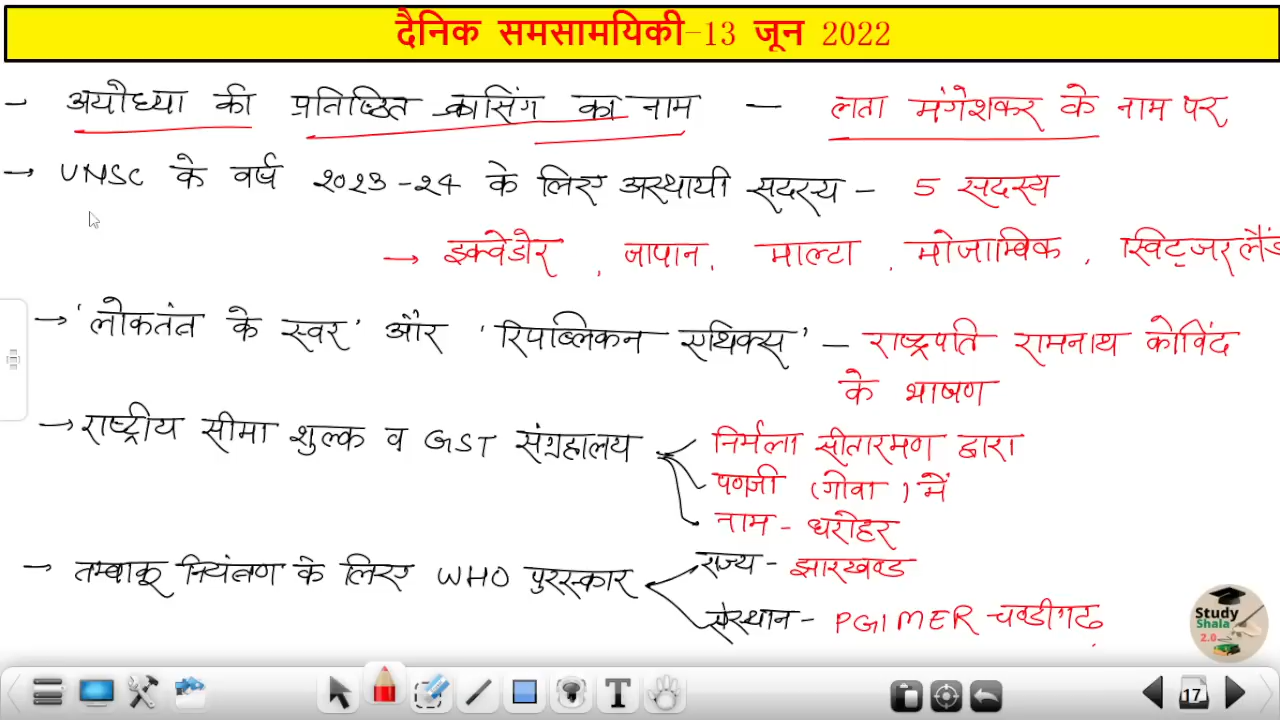 दैनिक समसामयिकी-13 जून 2022
- अयोध्या की प्रतिष्ठित क्रासिंग का नाम - लता मंगेशकर के नाम पर
→ UNSC के वर्ष 2023-24 के लिए अस्थायी सदस्य - 5 सदस्य
→ इक्वेडोर, जापान, माल्टा, मोजाम्बिक, स्विट्जरलैंड
→ 'लोकतंत्र के स्वर' और 'रिपब्लिकन एथिक्स' - राष्ट्रपति रामनाथ कोविंद
के भाषण
→ राष्ट्रीय सीमा शुल्क व GST संग्रहालय
निर्मला सीतारमण द्वारा
पणजी (गोवा) में
नाम - धरोहर
→ तम्बाकू नियंत्रण के लिए WHO पुरस्कार
राज्य - झारखण्ड
संस्थान - PGIMER चण्डीगढ़
Study
Shala
2.0
17